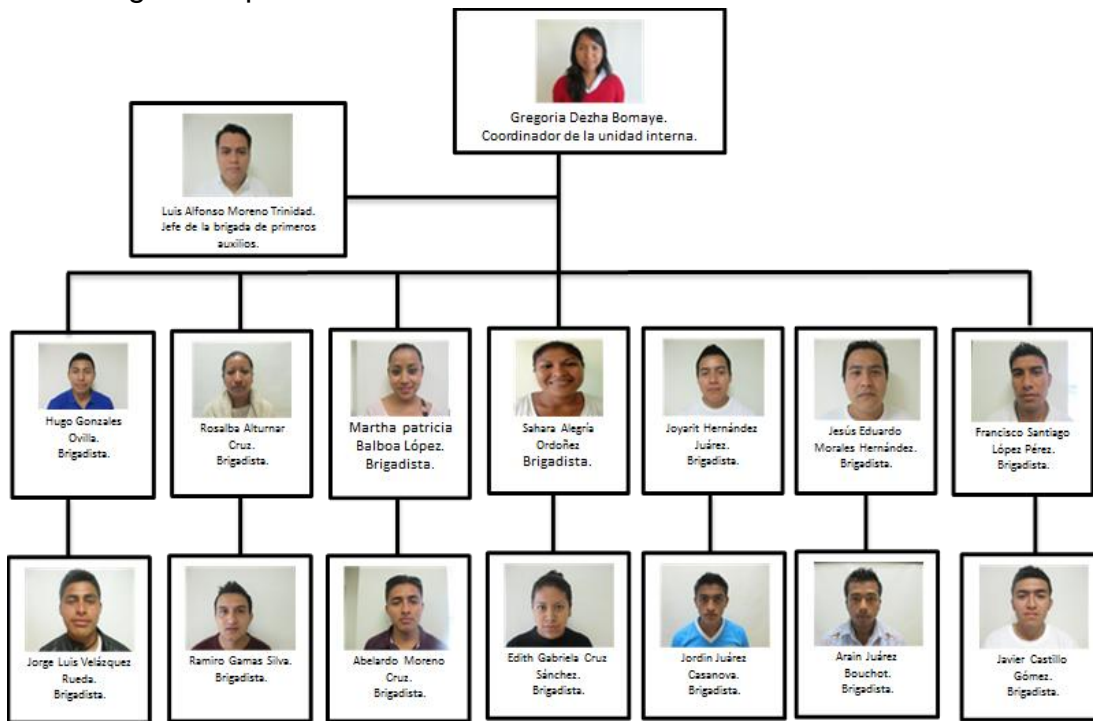 Gregoria Dezha Bomaye.
Coordinador de la unidad interna.
Luis Alfonso Moreno Trinidad.
Jefe de la brigada de primeros
auxilios.
Hugo Gonzales
Ovilla.
Brigadista.
Rosalba Alturnar
Cruz.
Brigadista.
Martha patricia
Balboa López.
Brigadista.
Sahara Alegría
Ordoñez
Brigadista.
Joyarit Hernández
Juárez.
Brigadista.
Jesús Eduardo
Morales Hernández.
Brigadista.
Francisco Santiago
López Pérez.
Brigadista.
Jorge Luis Velázquez
Rueda.
Brigadista.
Ramiro Gamas Silva.
Brigadista.
Abelardo Moreno
Cruz.
Brigadista.
Edith Gabriela Cruz
Sánchez.
Brigadista.
Jordin Juárez
Casanova.
Brigadista.
Arain Juárez
Bouchot.
Brigadista.
Javier Castillo
Gómez.
Brigadista.